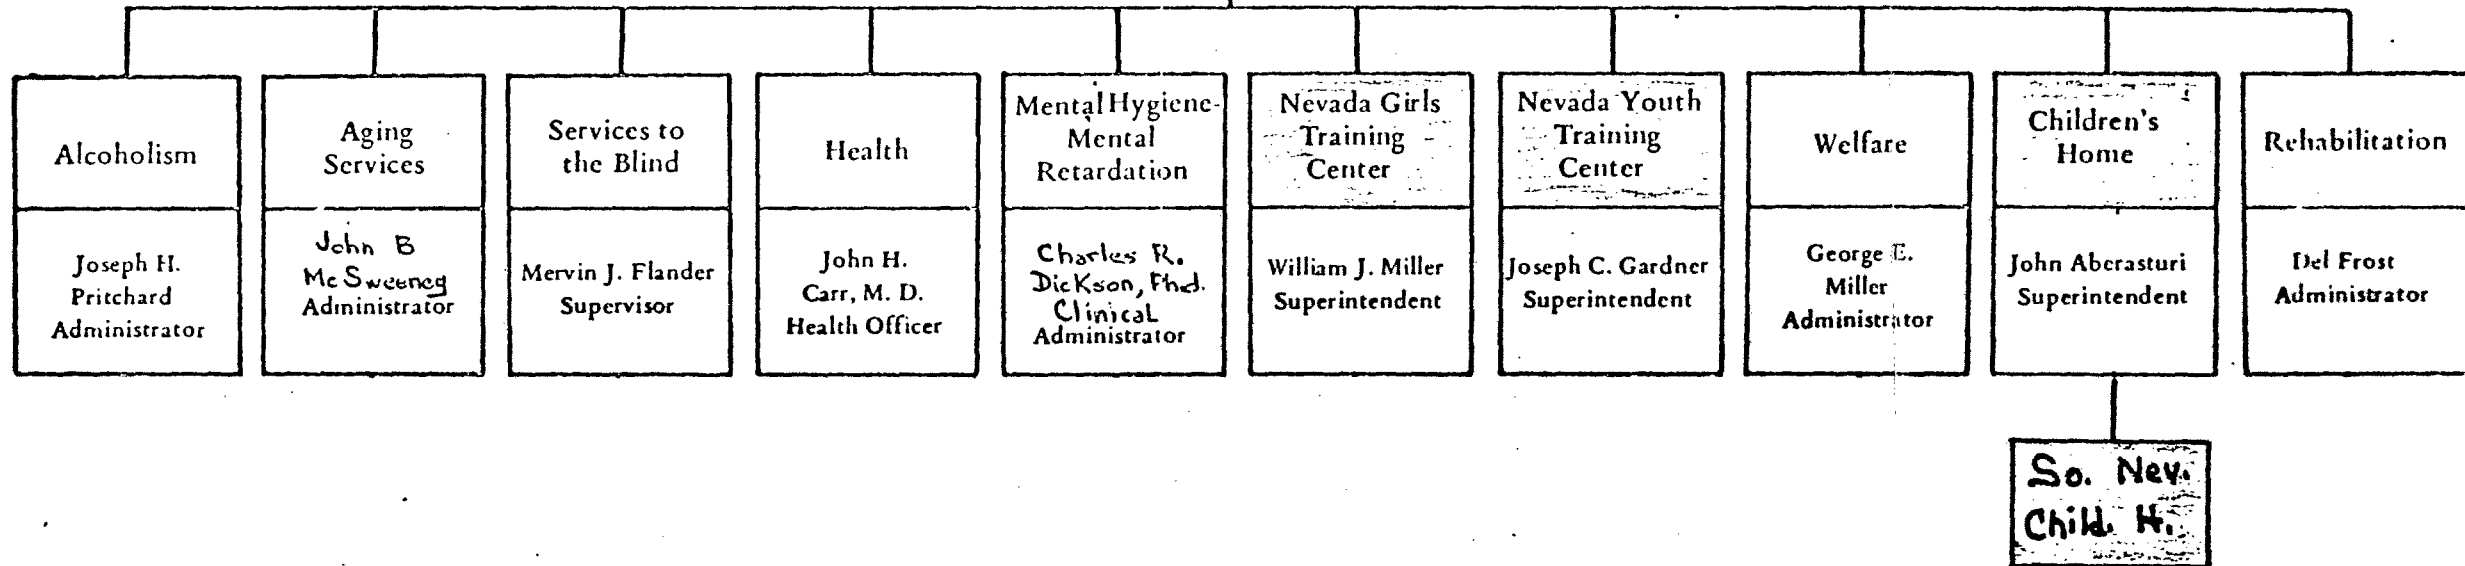 Alcoholism
Joseph H.
Pritchard
Administrator
Aging
Services
John B
McSweeney
Administrator
Services to
the Blind
Mervin J. Flander
Supervisor
Health
John H.
Carr, M. D.
Health Officer
Mental Hygiene-
Mental
Retardation
Charles R.
Dickson, Phd.
Clinical
Administrator
Nevada Girls
Training
Center
William J. Miller
Superintendent
Nevada Youth
Training
Center
Joseph C. Gardner
Superintendent
Welfare
George E.
Miller
Administrator
Children's
Home
John Aberasturi
Superintendent
So. Nev.
Child. H.
Rehabilitation
Del Frost
Administrator